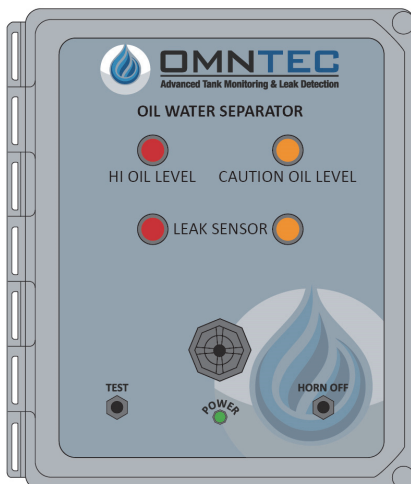 OMNTEC
Advanced Tank Monitoring & Leak Detection
OIL WATER SEPARATOR
HI OIL LEVEL CAUTION OIL LEVEL
LEAK SENSOR
TEST
POWER
HORN OFF